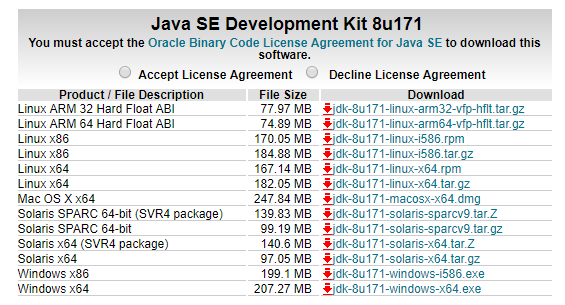 Java SE Development Kit 8u171
You must accept the Oracle Binary Code License Agreement for Java SE to download this
software.
Accept License Agreement Decline License Agreement
Product / File Description File Size Download
Linux ARM 32 Hard Float ABI 77.97 MB jdk-8u171-linux-arm32-vfp-hflt.tar.gz
Linux ARM 64 Hard Float ABI 74.89 MB jdk-8u171-linux-arm64-vfp-hflt.tar.gz
Linux x86 170.05 MB jdk-8u171-linux-i586.rpm
Linux x86 184.88 MB jdk-8u171-linux-i586.tar.gz
Linux x64 167.14 MB jdk-8u171-linux-x64.rpm
Linux x64 182.05 MB jdk-8u171-linux-x64.tar.gz
Mac OS X x64 247.84 MB jdk-8u171-macosx-x64.dmg
Solaris SPARC 64-bit (SVR4 package) 139.83 MB jdk-8u171-solaris-sparcv9.tar.Z
Solaris SPARC 64-bit 99.19 MB jdk-8u171-solaris-sparcv9.tar.gz
Solaris x64 (SVR4 package) 140.6 MB jdk-8u171-solaris-x64.tar.Z
Solaris x64 97.05 MB jdk-8u171-solaris-x64.tar.gz
Windows x86 199.1 MB jdk-8u171-windows-i586.exe
Windows x64 207.27 MB jdk-8u171-windows-x64.exe